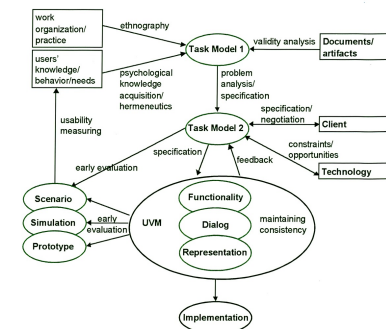 work
organization/
practice
ethnography
Task Model 1
validity analysis
Documents/
artifacts
users'
knowledge/
behavior/needs
psychological
knowledge
acquisition/
hermeneutics
problem
analysis/
specification
usability
measuring
Task Model 2
specification/
negotiation
Client
constraints/
opportunities
Technology
specification
feedback
early evaluation
Scenario
Simulation
Prototype
early
evaluation
UVM
Functionality
Dialog
Representation
maintaining
consistency
Implementation